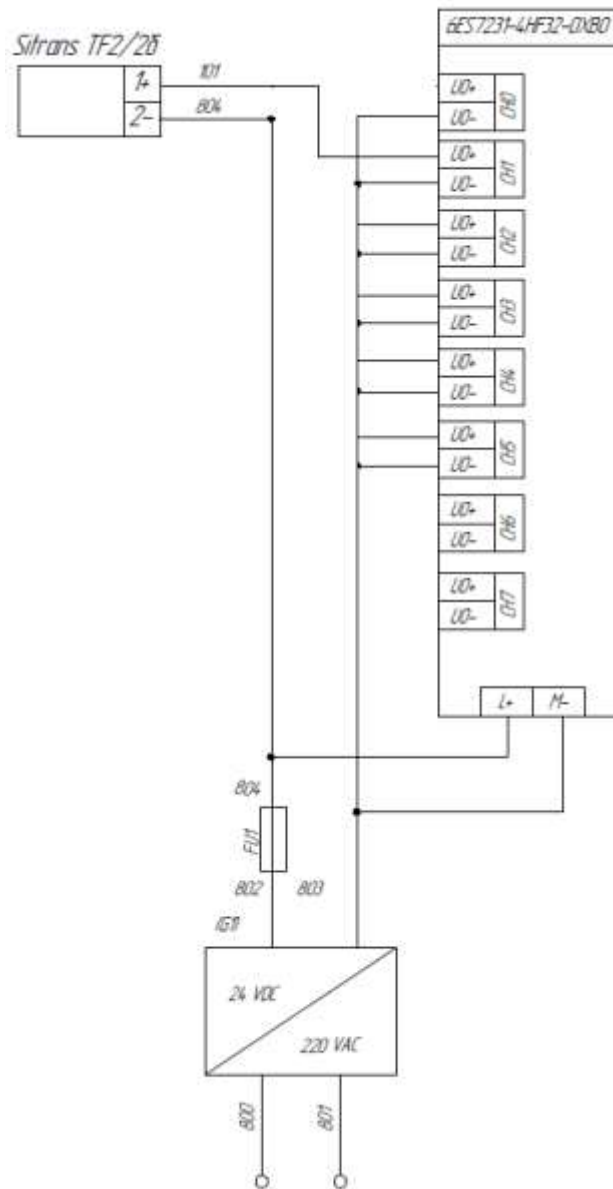 Sitrans TF2/2б
1+
2-
101
804
6ES7231-4HF32-0XB0
U0+
U0-
CH0
U0+
U0-
CH1
U0+
U0-
CH2
U0+
U0-
CH3
U0+
U0-
CH4
U0+
U0-
CH5
U0+
U0-
CH6
U0+
U0-
CH7
L+
M-
804
FU1
802
803
24 VDC
220 VAC
800
801